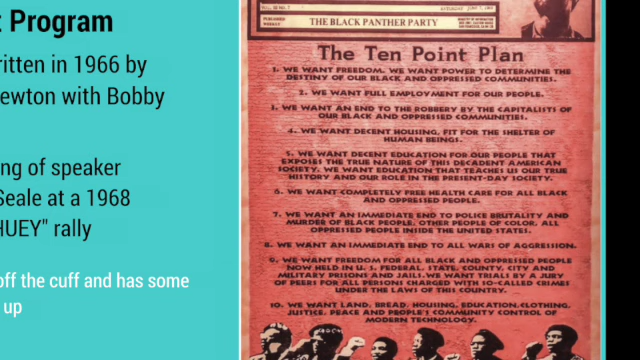 t Program
ritten in 1966 by
ewton with Bobby
ng of speaker
Seale at a 1968
HUEY" rally
off the cuff and has some
up
THE BLACK PANTHER PARTY
The Ten Point Plan
1. WE WANT FREEDOM. WE WANT POWER TO DETERMINE THE
DESTINY OF OUR BLACK AND OPPRESSED COMMUNITIES.
2. WE WANT FULL EMPLOYMENT FOR OUR PEOPLE.
3. WE WANT AN END TO THE ROBBERY BY THE CAPITALISTS OF
OUR BLACK AND OPPRESSED COMMUNITIES.
4. WE WANT DECENT HOUSING, FIT FOR THE SHELTER OF
HUMAN BEINGS.
5. WE WANT DECENT EDUCATION FOR OUR PEOPLE THAT
EXPOSES THE TRUE NATURE OF THIS DECADENT AMERICAN
SOCIETY. WE WANT EDUCATION THAT TEACHES US OUR TRUE
HISTORY AND OUR ROLE IN THE PRESENT-DAY SOCIETY.
6. WE WANT COMPLETELY FREE HEALTH CARE FOR ALL BLACK
AND OPPRESSED PEOPLE.
7. WE WANT AN IMMEDIATE END TO POLICE BRUTALITY AND
MURDER OF BLACK PEOPLE, OTHER PEOPLE OF COLOR, ALL
OPPRESSED PEOPLE INSIDE THE UNITED STATES.
8. WE WANT AN IMMEDIATE END TO ALL WARS OF AGGRESSION.
9. WE WANT FREEDOM FOR ALL BLACK AND OPPRESSED PEOPLE
NOW HELD IN U. S. FEDERAL, STATE, COUNTY, CITY AND
MILITARY PRISONS AND JAILS. WE WANT TRIALS BY A JURY
OF PEERS FOR ALL PERSONS CHARGED WITH SO-CALLED CRIMES
UNDER THE LAWS OF THIS COUNTRY.
10. WE WANT LAND, BREAD, HOUSING, EDUCATION, CLOTHING,
JUSTICE, PEACE AND PEOPLE'S COMMUNITY CONTROL OF
MODERN TECHNOLOGY.